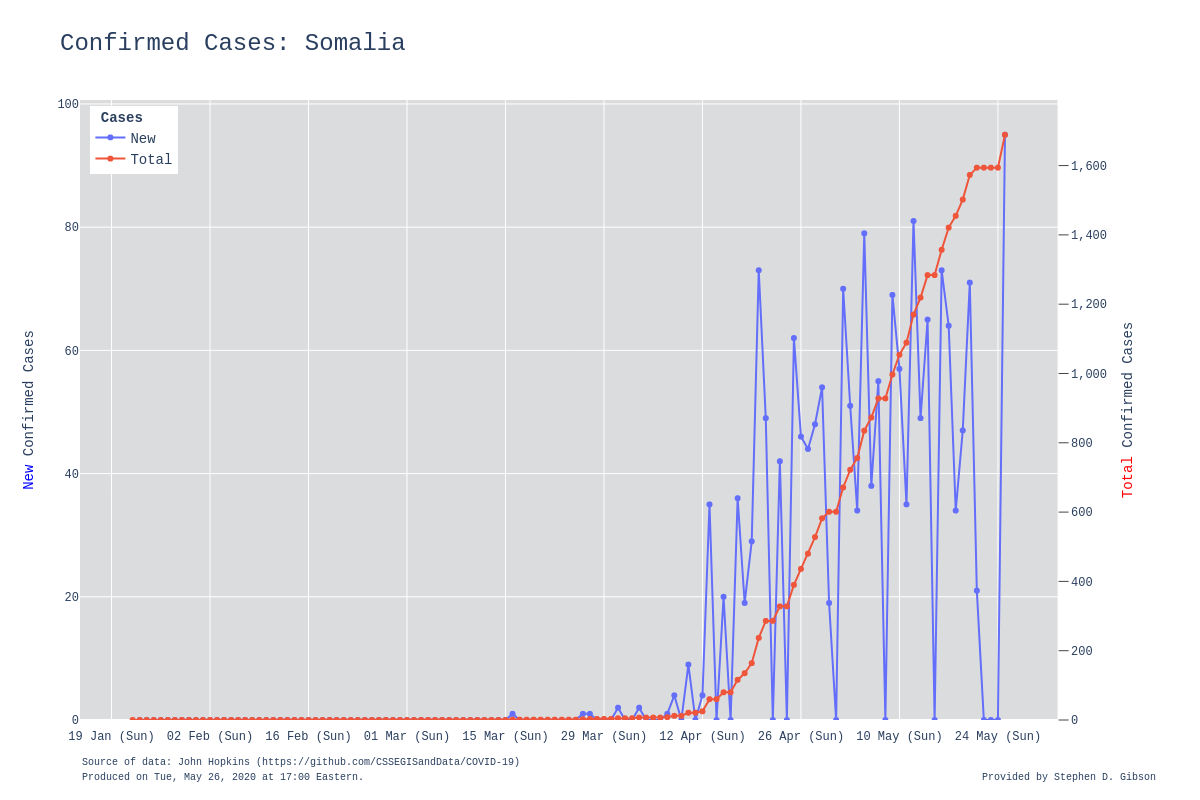 Confirmed Cases: Somalia
Cases
New
Total
100
80
60
40
20
0
New Confirmed Cases
1,600
1,400
1,200
1,000
800
600
400
200
0
Total Confirmed Cases
19 Jan (Sun) 02 Feb (Sun) 16 Feb (Sun) 01 Mar (Sun) 15 Mar (Sun) 29 Mar (Sun) 12 Apr (Sun) 26 Apr (Sun) 10 May (Sun) 24 May (Sun)
Source of data: John Hopkins (https://github.com/CSSEGISandData/COVID-19)
Produced on Tue, May 26, 2020 at 17:00 Eastern.
Provided by Stephen D. Gibson